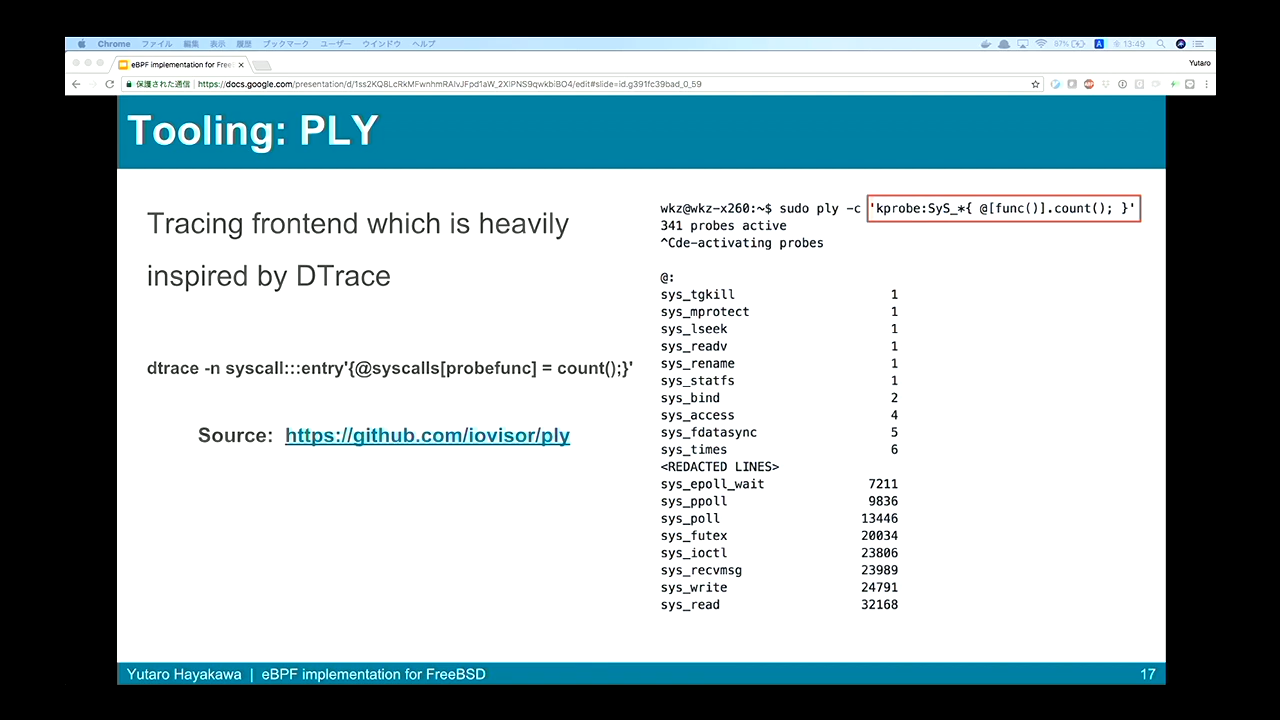 Chrome ファイル 編集 表示 履歴 ブックマーク ユーザー ウインドウ ヘルプ 87% A 13:49
eBPF implementation for Free Yutaro
保護された通信 | https://docs.google.com/presentation/d/1ss2KQ8LcRkMFwnhmRAlvJFpd1aW_2XlPNS9qwkbiBO4/edit#slide=id.g391fc39bad_0_59
Tooling: PLY
Tracing frontend which is heavily
inspired by DTrace
dtrace -n syscall:::entry'{@syscalls[probefunc] = count();}'
Source: https://github.com/iovisor/ply
wkz@wkz-x260:~$ sudo ply -c 'kprobe:SyS_*{ @[func()].count(); }'
341 probes active
^Cde-activating probes
@:
sys_tgkill 1
sys_mprotect 1
sys_lseek 1
sys_readv 1
sys_rename 1
sys_statfs 1
sys_bind 2
sys_access 4
sys_fdatasync 5
sys_times 6
<REDACTED LINES>
sys_epoll_wait 7211
sys_ppoll 9836
sys_poll 13446
sys_futex 20034
sys_ioctl 23806
sys_recvmsg 23989
sys_write 24791
sys_read 32168
Yutaro Hayakawa | eBPF implementation for FreeBSD 17